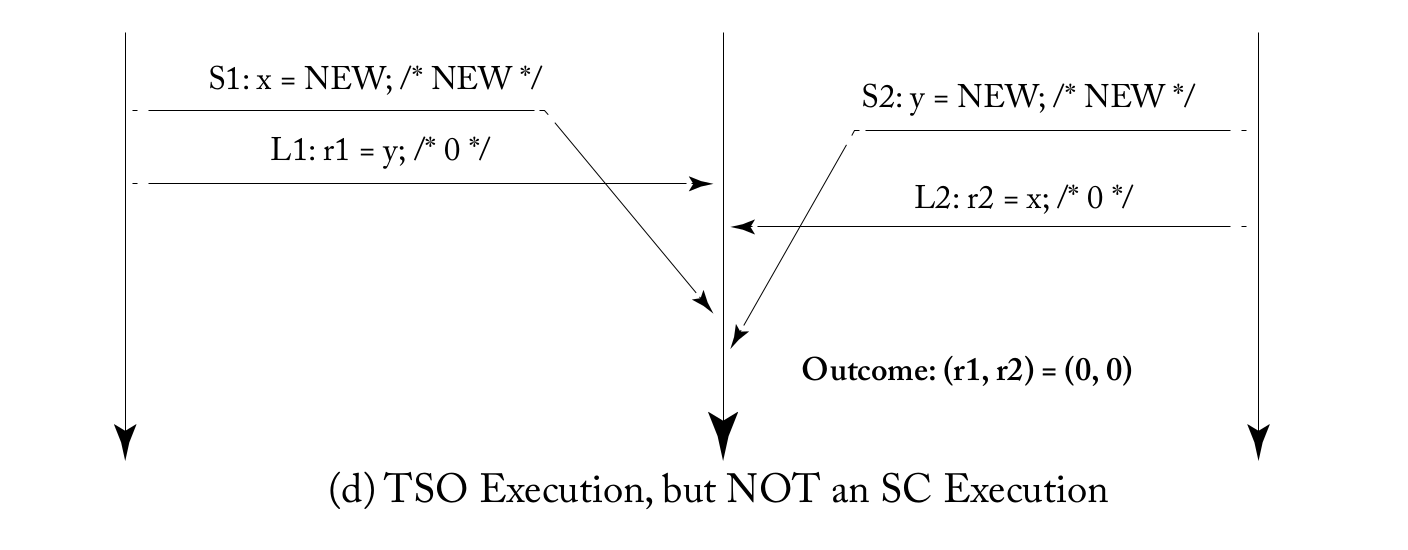 S1: x = NEW; /* NEW */
S2: y = NEW; /* NEW */
L1: r1 = y; /* 0 */
L2: r2 = x; /* 0 */
Outcome: (r1, r2) = (0, 0)
(d) TSO Execution, but NOT an SC Execution